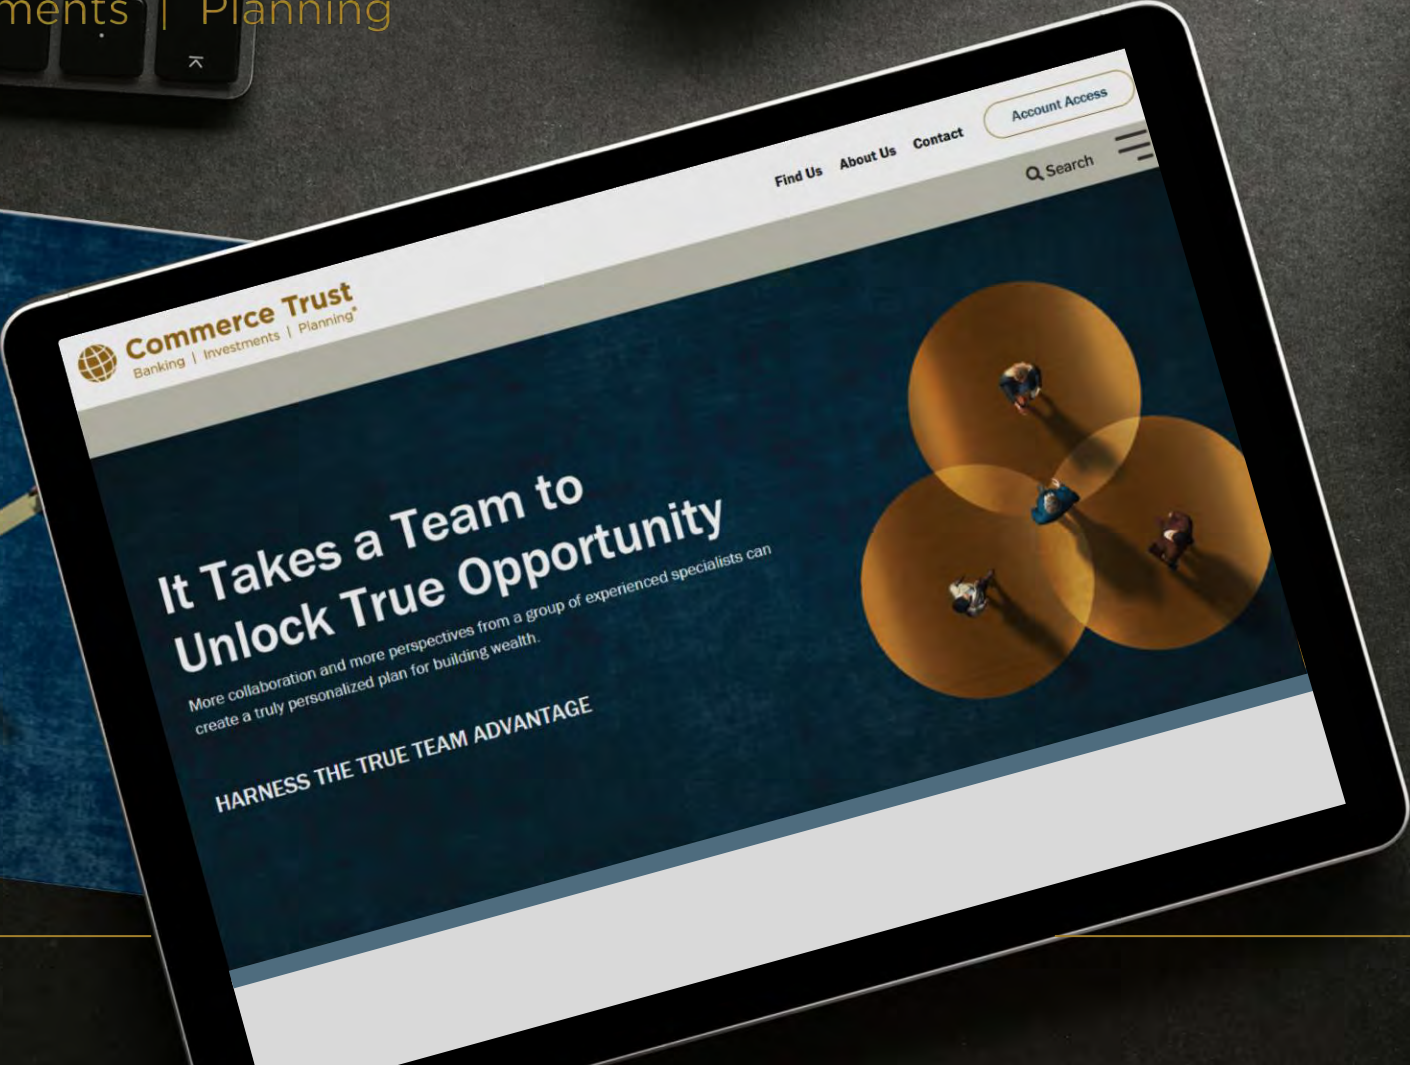 Planning
Find Us About Us Contact Account Access
Search
Commerce Trust
Banking | Investments | Planning®
It Takes a Team to
Unlock True Opportunity
More collaboration and more perspectives from a group of experienced specialists can
create a truly personalized plan for building wealth.
HARNESS THE TRUE TEAM ADVANTAGE